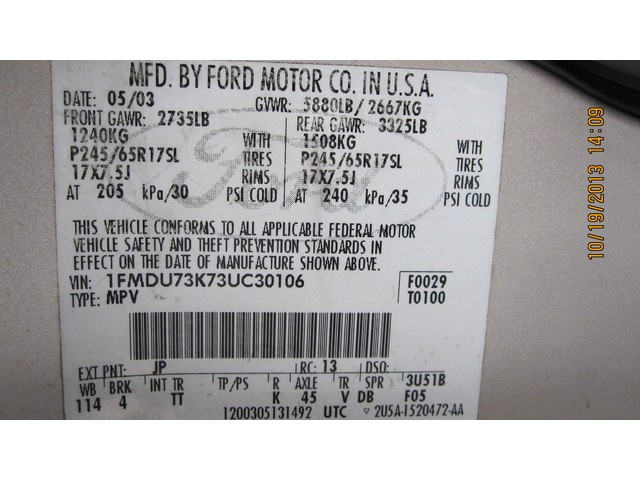 MFD. BY FORD MOTOR CO. IN U.S.A.
DATE: 05/03 GVWR: 5880LB/ 2667KG
FRONT GAWR: 2735LB REAR GAWR: 3325LB
1240KG WITH 1508KG WITH
P245/65R17SL TIRES P245/65R17SL TIRES
17X7.5J RIMS 17X7.5J RIMS
AT 205 kPa/30 PSI COLD AT 240 kPa/35 PSI COLD
Ford
THIS VEHICLE CONFORMS TO ALL APPLICABLE FEDERAL MOTOR
VEHICLE SAFETY AND THEFT PREVENTION STANDARDS IN
EFFECT ON THE DATE OF MANUFACTURE SHOWN ABOVE.
VIN: 1FMDU73K73UC30106 F0029
TYPE: MPV T0100
EXT PNT: JP RC: 13 DSO:
WB BRK INT TR TP/PS R AXLE TR SPR 3U51B
114 4 TT K 45 V DB F05
1200305131492 UTC 2U5A-1520472-AA
10/19/2013 14:09